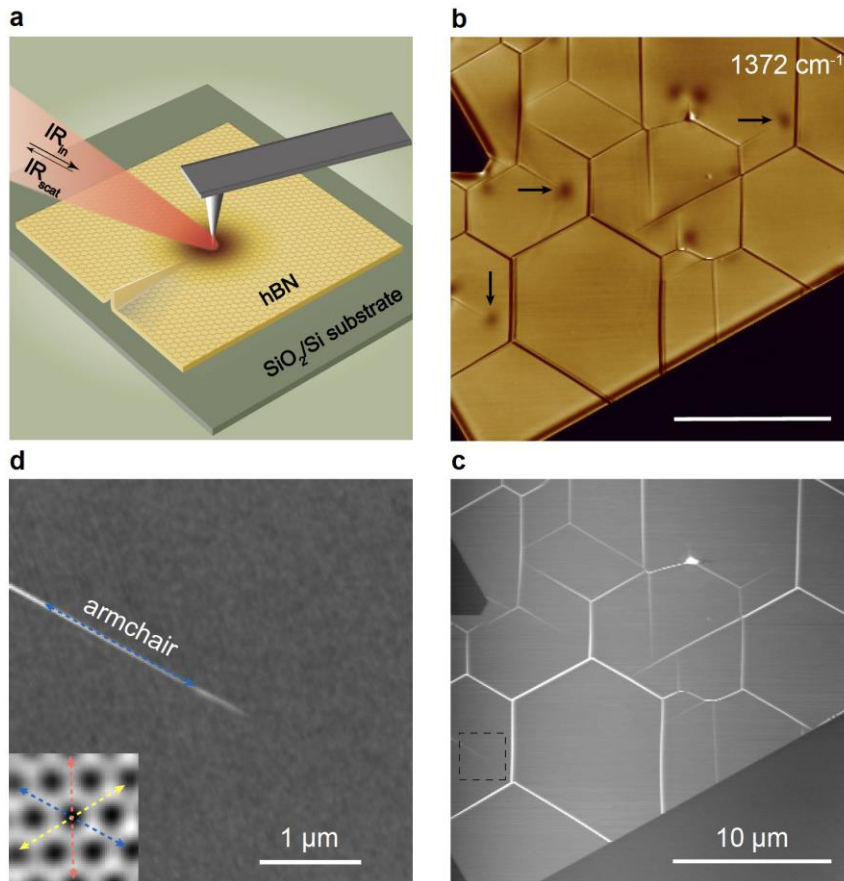 a
IR_in
IR_scat
hBN
SiO₂/Si substrate
b
1372 cm⁻¹
d
armchair
1 µm
c
10 µm